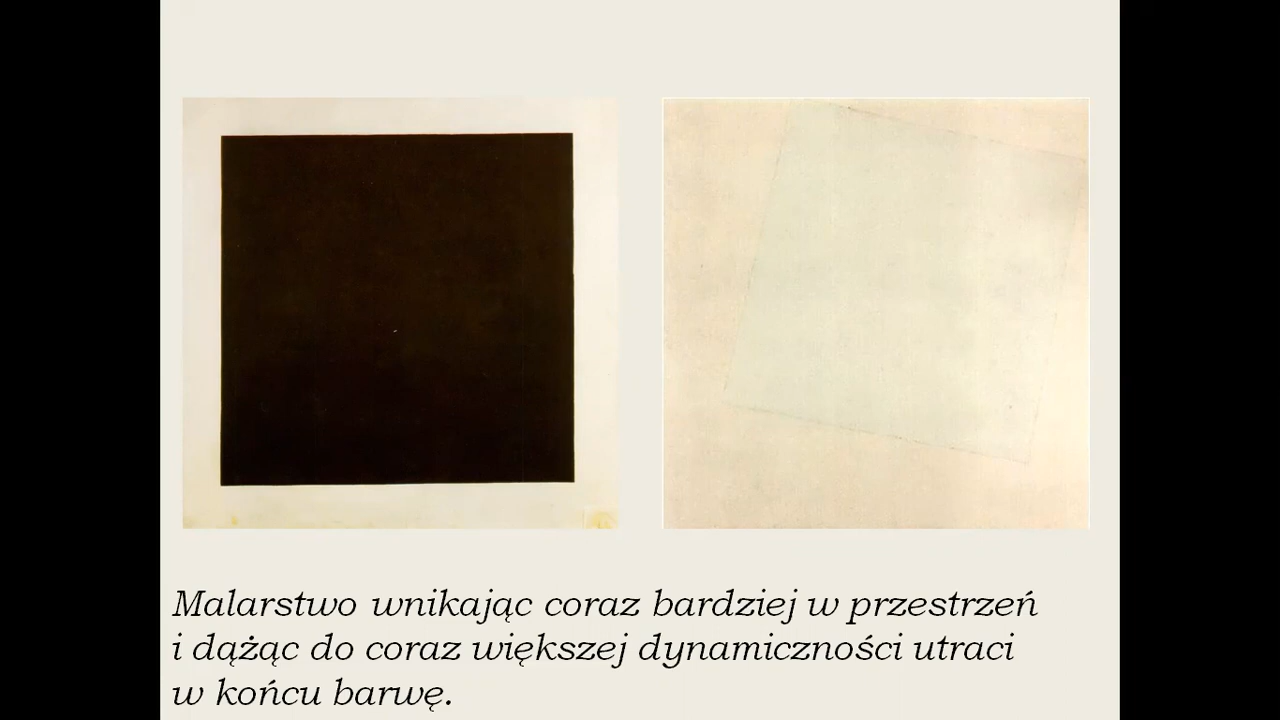 Malarstwo wnikając coraz bardziej w przestrzeń
i dążąc do coraz większej dynamiczności utraci
w końcu barwę.